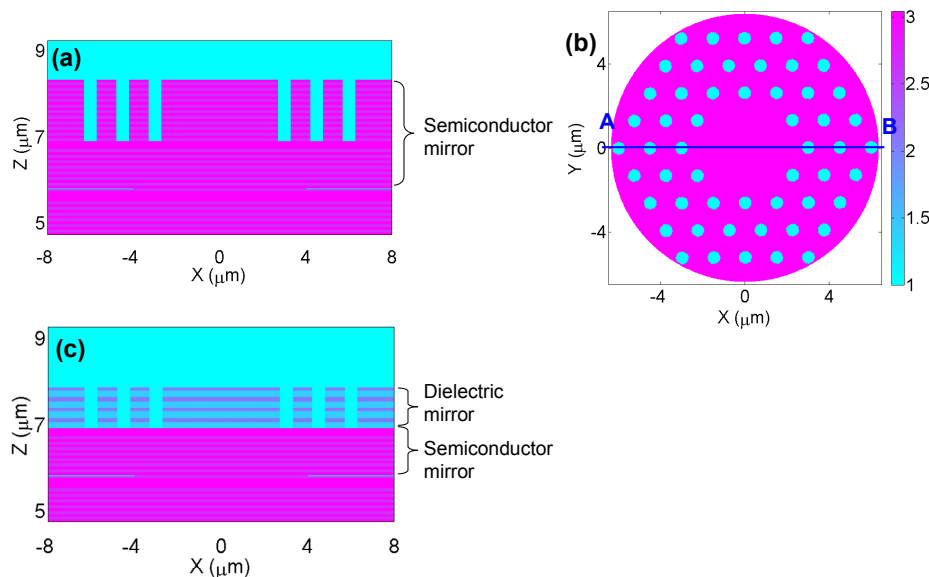 (a)
9
7
5
Z (μm)
-8
-4
0
4
8
X (μm)
Semiconductor
mirror
(b)
A
B
4
0
-4
Y (μm)
-4
0
4
X (μm)
3
2.5
2
1.5
1
(c)
9
7
5
Z (μm)
-8
-4
0
4
8
X (μm)
Dielectric
mirror
Semiconductor
mirror